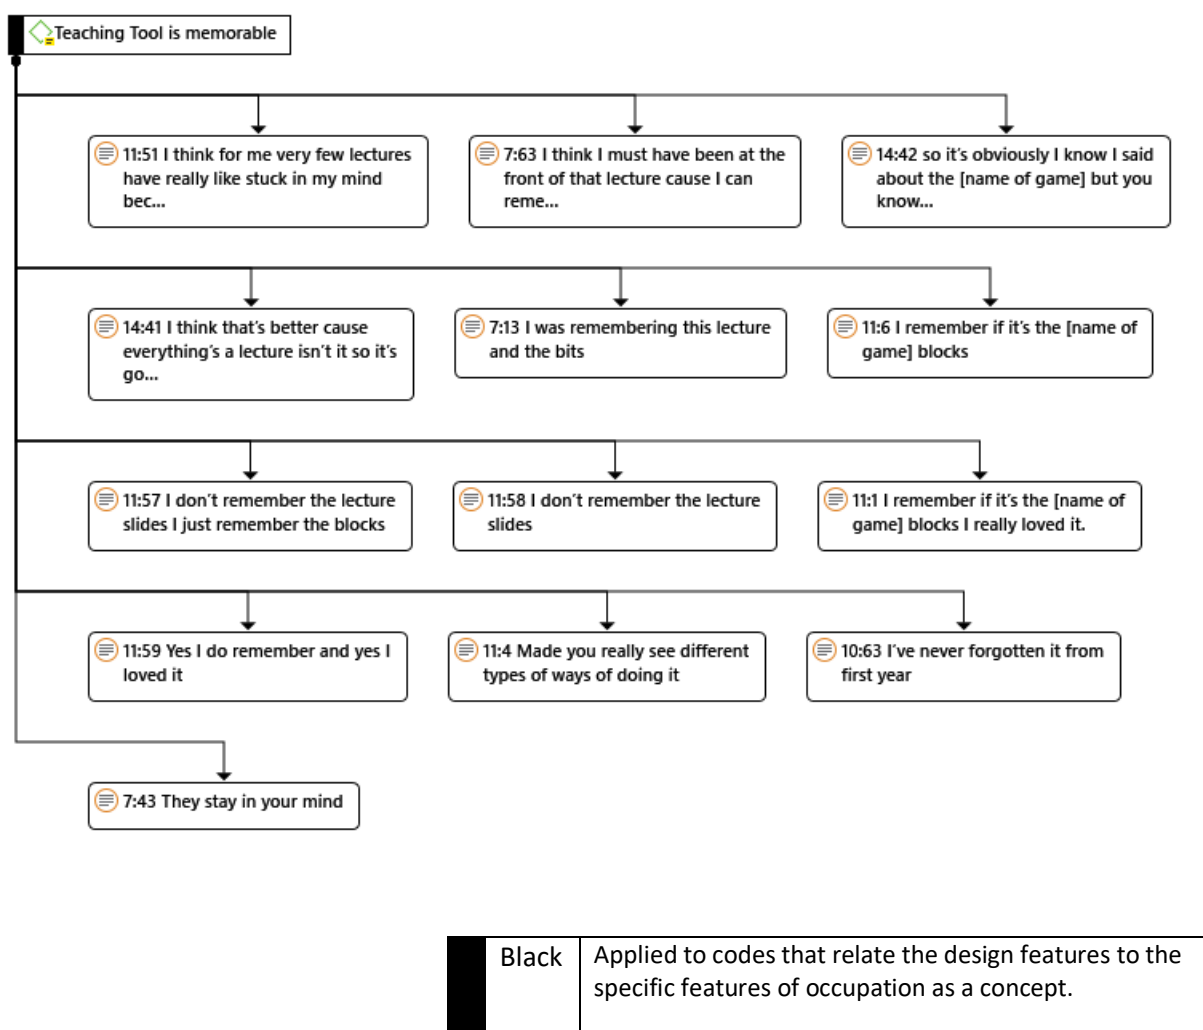 Teaching Tool is memorable
11:51 I think for me very few lectures
have really like stuck in my mind
bec...
7:63 I think I must have been at the
front of that lecture cause I can
reme...
14:42 so it's obviously I know I said
about the [name of game] but you
know...
14:41 I think that's better cause
everything's a lecture isn't it so it's
go...
7:13 I was remembering this lecture
and the bits
11:6 I remember if it's the [name of
game] blocks
11:57 I don't remember the lecture
slides I just remember the blocks
11:58 I don't remember the lecture
slides
11:1 I remember if it's the [name of
game] blocks I really loved it.
11:59 Yes I do remember and yes I
loved it
11:4 Made you really see different
types of ways of doing it
10:63 I've never forgotten it from
first year
7:43 They stay in your mind
Black
Applied to codes that relate the design features to the
specific features of occupation as a concept.